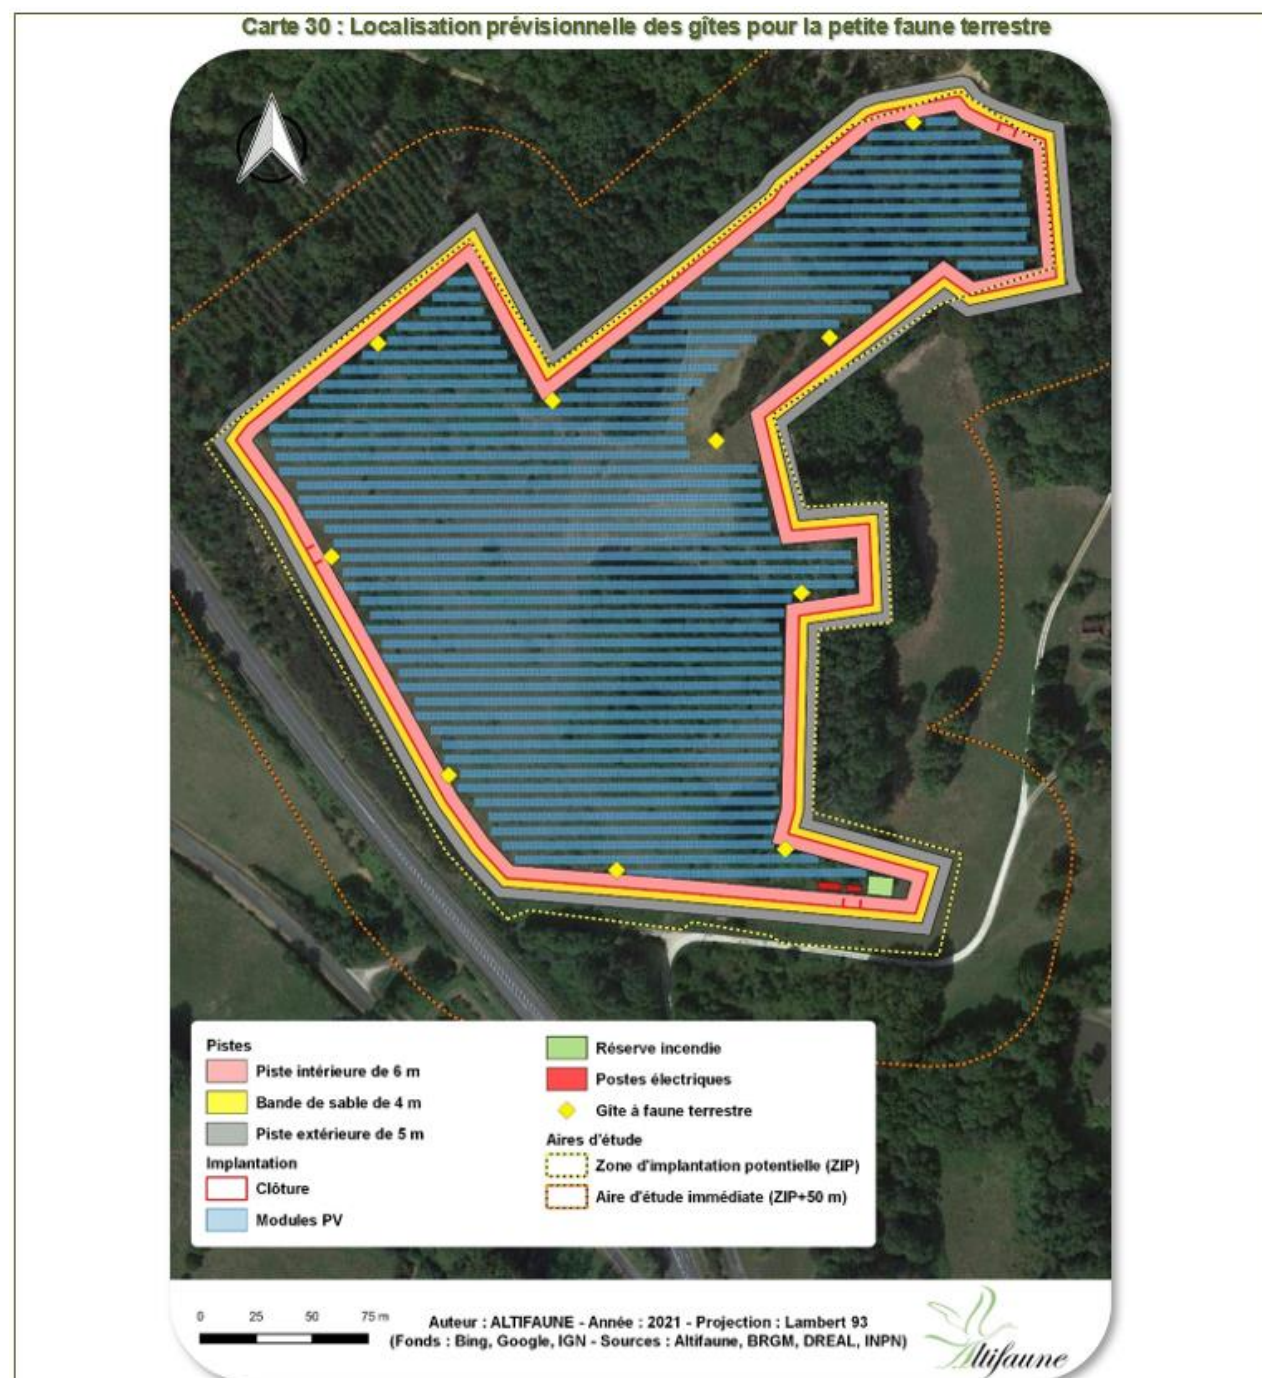 Carte 30 : Localisation prévisionnelle des gîtes pour la petite faune terrestre
Pistes
Piste intérieure de 6 m
Bande de sable de 4 m
Piste extérieure de 5 m
Implantation
Clôture
Modules PV
Réserve incendie
Postes électriques
Gîte à faune terrestre
Aires d'étude
Zone d'implantation potentielle (ZIP)
Aire d'étude immédiate (ZIP+50 m)
0 25 50 75 m
Auteur : ALTIFAUNE - Année : 2021 - Projection : Lambert 93
(Fonds : Bing, Google, IGN - Sources : Altifaune, BRGM, DREAL, INPN)
Altifaune